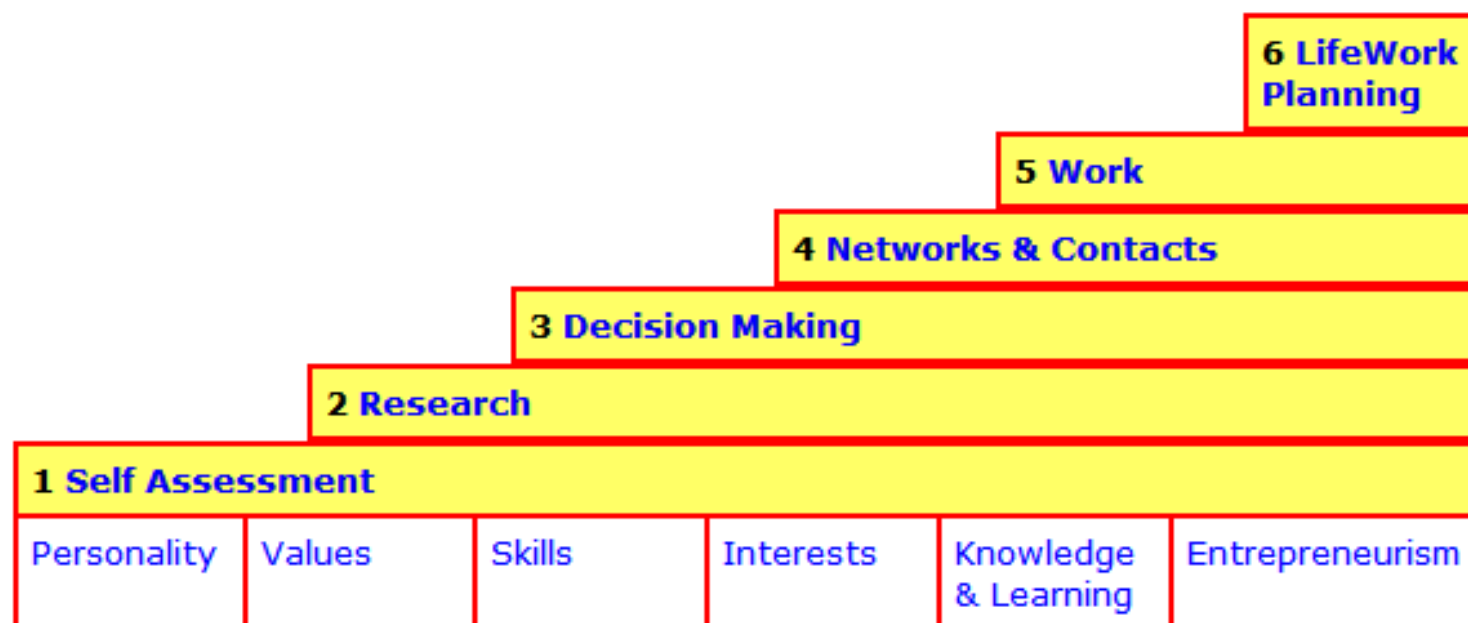 6 LifeWork
Planning
5 Work
4 Networks & Contacts
3 Decision Making
2 Research
1 Self Assessment
Personality
Values
Skills
Interests
Knowledge
& Learning
Entrepreneurism